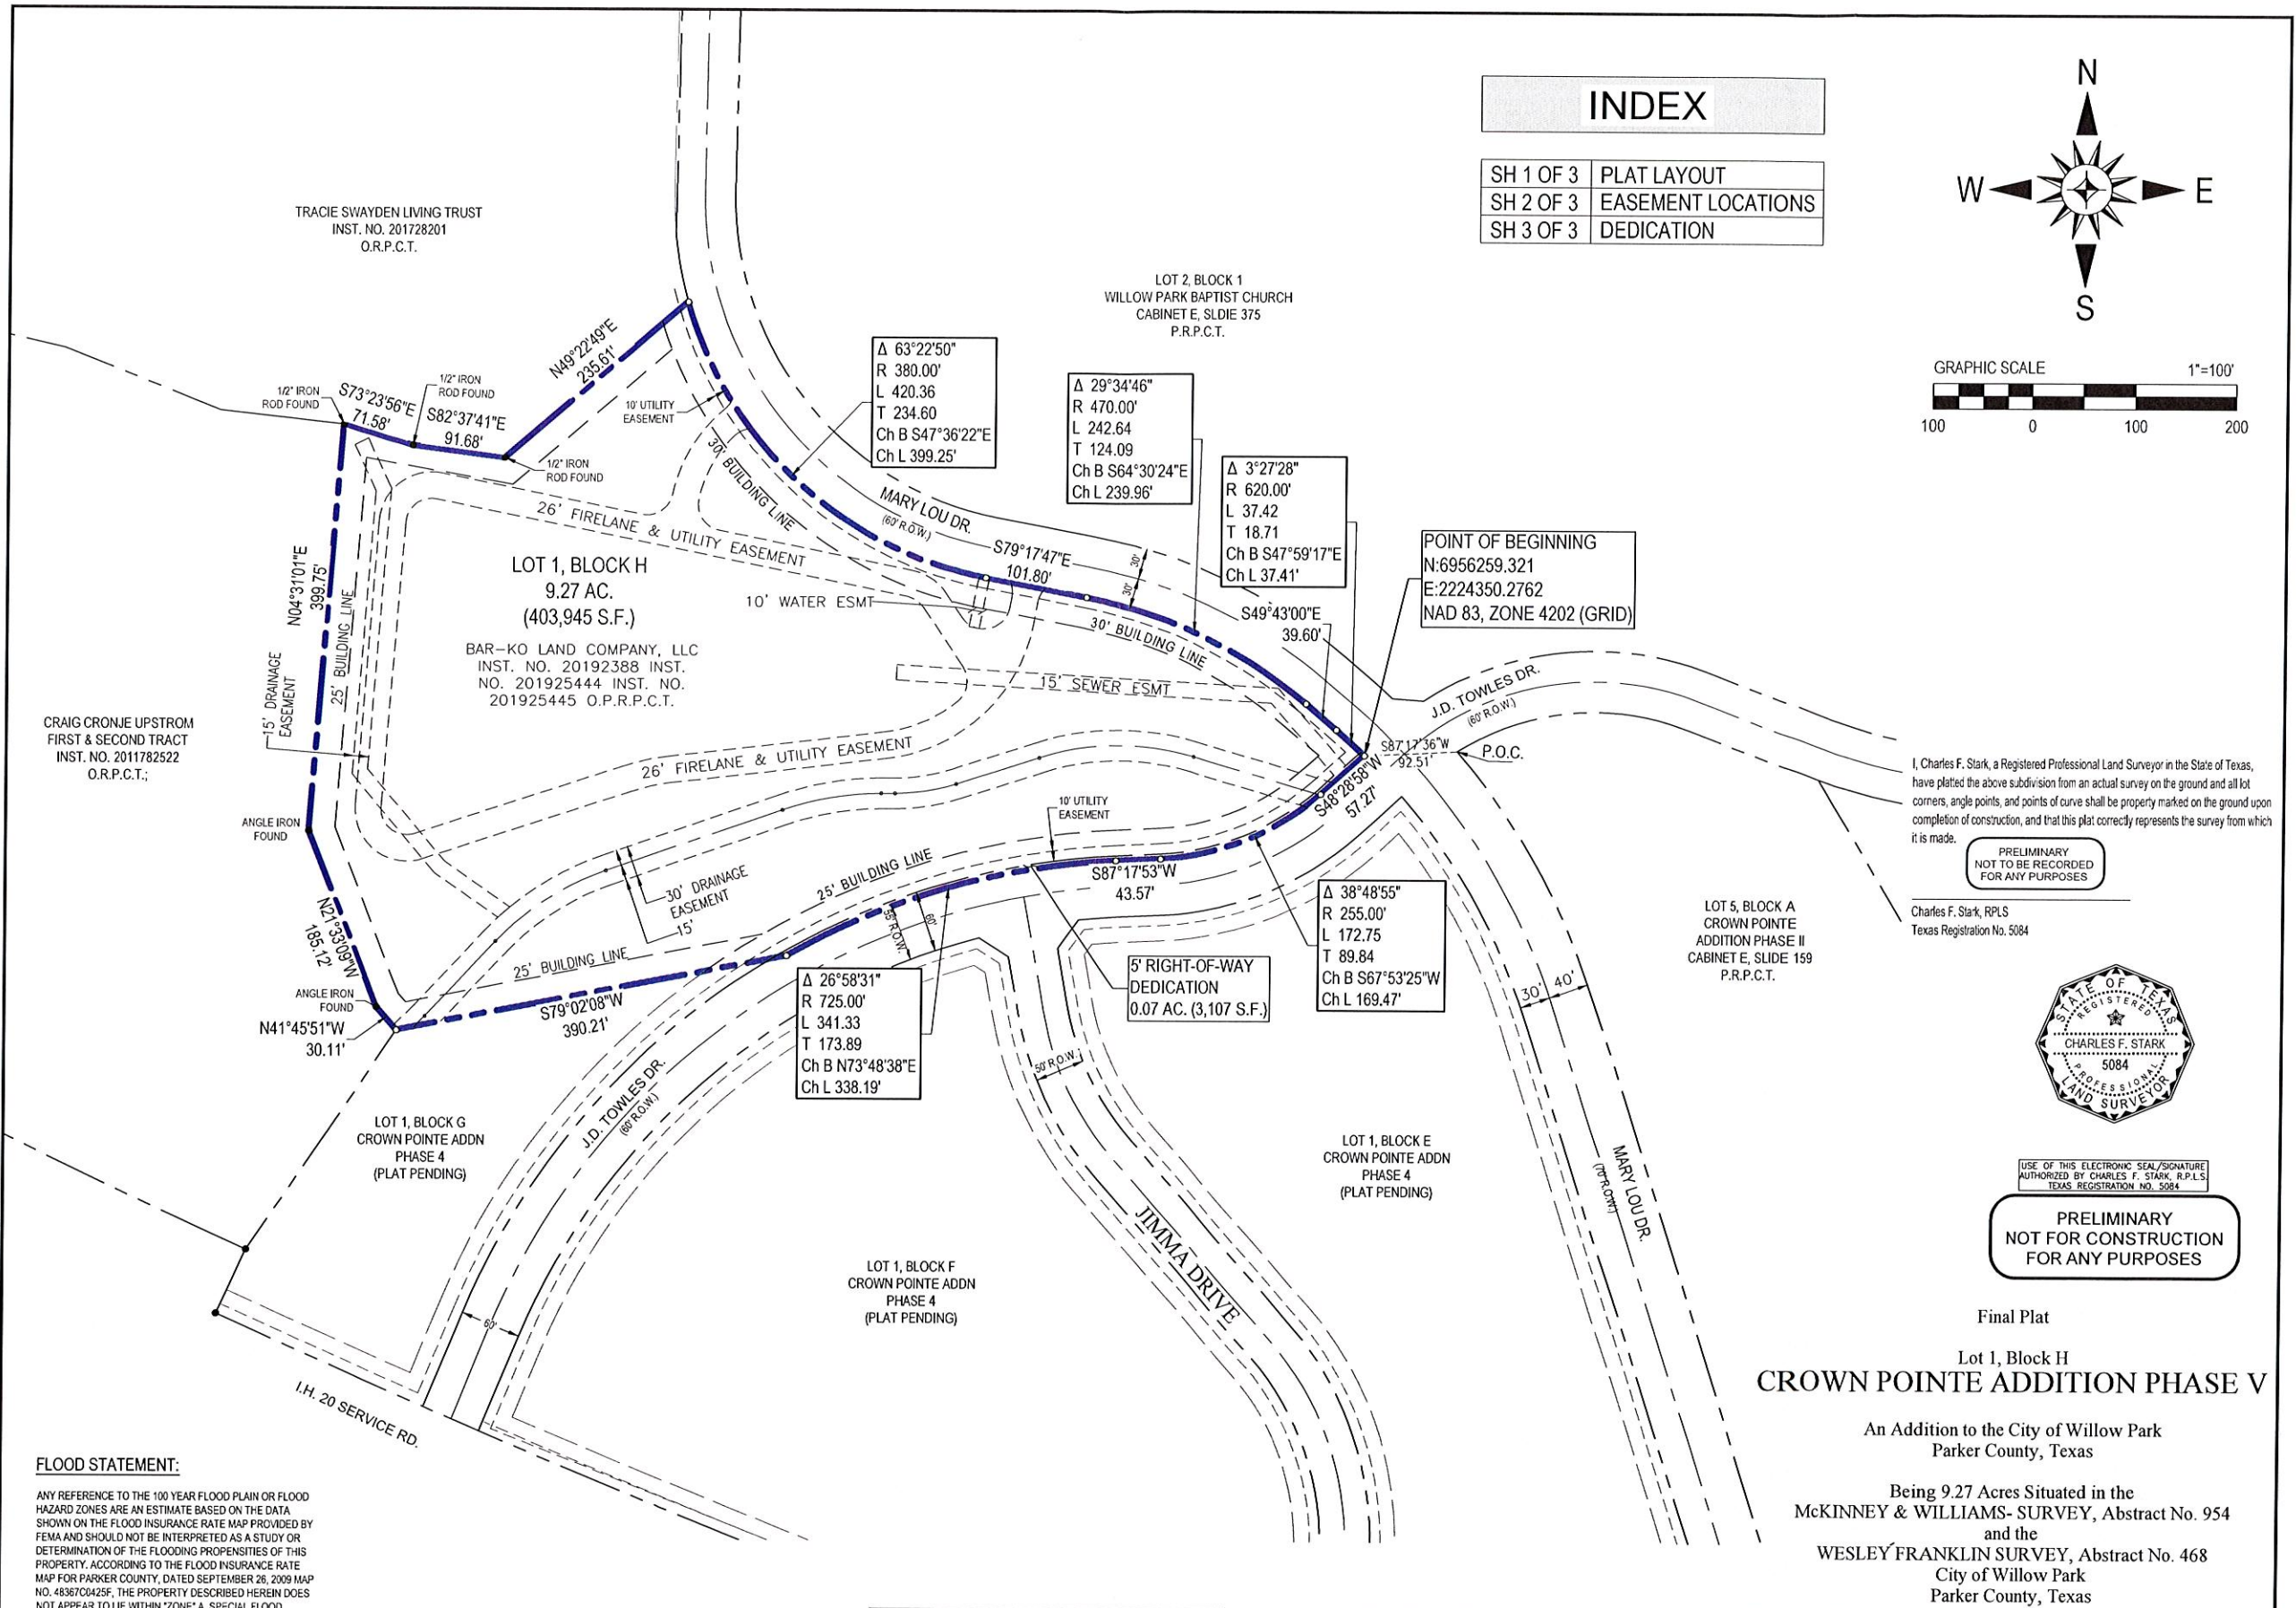 INDEX
SH 1 OF 3 PLAT LAYOUT
SH 2 OF 3 EASEMENT LOCATIONS
SH 3 OF 3 DEDICATION
N
W
E
S
GRAPHIC SCALE 1"=100'
100 0 100 200
TRACIE SWAYDEN LIVING TRUST
INST. NO. 201728201
O.R.P.C.T.
LOT 2, BLOCK 1
WILLOW PARK BAPTIST CHURCH
CABINET E, SLDIE 375
P.R.P.C.T.
N49°22'49"E
235.61'
1/2" IRON
ROD FOUND
S73°23'56"E
71.58'
1/2" IRON
ROD FOUND
S82°37'41"E
91.68'
1/2" IRON
ROD FOUND
10' UTILITY
EASEMENT
30' BUILDING LINE
Δ 63°22'50"
R 380.00'
L 420.36
T 234.60
Ch B S47°36'22"E
Ch L 399.25'
Δ 29°34'46"
R 470.00'
L 242.64
T 124.09
Ch B S64°30'24"E
Ch L 239.96'
Δ 3°27'28"
R 620.00'
L 37.42
T 18.71
Ch B S47°59'17"E
Ch L 37.41'
POINT OF BEGINNING
N:6956259.321
E:2224350.2762
NAD 83, ZONE 4202 (GRID)
MARY LOU DR.
(60' R.O.W.)
S79°17'47"E
101.80'
30'
30'
S49°43'00"E
39.60'
26' FIRELANE & UTILITY EASEMENT
LOT 1, BLOCK H
9.27 AC.
(403,945 S.F.)
BAR-KO LAND COMPANY, LLC
INST. NO. 20192388 INST.
NO. 201925444 INST. NO.
201925445 O.P.R.P.C.T.
10' WATER ESMT
30' BUILDING LINE
15' SEWER ESMT
N04°31'01"E
399.75'
25' BUILDING LINE
15' DRAINAGE
EASEMENT
CRAIG CRONJE UPSTROM
FIRST & SECOND TRACT
INST. NO. 2011782522
O.R.P.C.T.;
26' FIRELANE & UTILITY EASEMENT
J.D. TOWLES DR.
(60' R.O.W.)
S87°17'36"W
92.51'
P.O.C.
S48°28'58"W
57.27'
10' UTILITY
EASEMENT
ANGLE IRON
FOUND
25' BUILDING LINE
S87°17'53"W
43.57'
30' DRAINAGE
EASEMENT
15'
55' R.O.W.
60'
N21°33'09"W
185.12'
25' BUILDING LINE
ANGLE IRON
FOUND
N41°45'51"W
30.11'
S79°02'08"W
390.21'
Δ 26°58'31"
R 725.00'
L 341.33
T 173.89
Ch B N73°48'38"E
Ch L 338.19'
5' RIGHT-OF-WAY
DEDICATION
0.07 AC. (3,107 S.F.)
Δ 38°48'55"
R 255.00'
L 172.75
T 89.84
Ch B S67°53'25"W
Ch L 169.47'
30' 40'
LOT 5, BLOCK A
CROWN POINTE
ADDITION PHASE II
CABINET E, SLIDE 159
P.R.P.C.T.
50' R.O.W.
J.D. TOWLES DR.
(60' R.O.W.)
LOT 1, BLOCK G
CROWN POINTE ADDN
PHASE 4
(PLAT PENDING)
LOT 1, BLOCK E
CROWN POINTE ADDN
PHASE 4
(PLAT PENDING)
MARY LOU DR.
(70' R.O.W.)
JIMMA DRIVE
LOT 1, BLOCK F
CROWN POINTE ADDN
PHASE 4
(PLAT PENDING)
60'
I.H. 20 SERVICE RD.
I, Charles F. Stark, a Registered Professional Land Surveyor in the State of Texas,
have platted the above subdivision from an actual survey on the ground and all lot
corners, angle points, and points of curve shall be property marked on the ground upon
completion of construction, and that this plat correctly represents the survey from which
it is made.
PRELIMINARY
NOT TO BE RECORDED
FOR ANY PURPOSES
Charles F. Stark, RPLS
Texas Registration No. 5084
STATE OF TEXAS
REGISTERED
CHARLES F. STARK
5084
PROFESSIONAL
LAND SURVEYOR
USE OF THIS ELECTRONIC SEAL/SIGNATURE
AUTHORIZED BY CHARLES F. STARK, R.P.L.S.
TEXAS REGISTRATION NO. 5084
PRELIMINARY
NOT FOR CONSTRUCTION
FOR ANY PURPOSES
Final Plat
Lot 1, Block H
CROWN POINTE ADDITION PHASE V
An Addition to the City of Willow Park
Parker County, Texas
Being 9.27 Acres Situated in the
McKINNEY & WILLIAMS- SURVEY, Abstract No. 954
and the
WESLEY FRANKLIN SURVEY, Abstract No. 468
City of Willow Park
Parker County, Texas
FLOOD STATEMENT:
ANY REFERENCE TO THE 100 YEAR FLOOD PLAIN OR FLOOD
HAZARD ZONES ARE AN ESTIMATE BASED ON THE DATA
SHOWN ON THE FLOOD INSURANCE RATE MAP PROVIDED BY
FEMA AND SHOULD NOT BE INTERPRETED AS A STUDY OR
DETERMINATION OF THE FLOODING PROPENSITIES OF THIS
PROPERTY. ACCORDING TO THE FLOOD INSURANCE RATE
MAP FOR PARKER COUNTY, DATED SEPTEMBER 26, 2009 MAP
NO. 48367C0425F, THE PROPERTY DESCRIBED HEREIN DOES
NOT APPEAR TO LIE WITHIN "ZONE" A, SPECIAL FLOOD